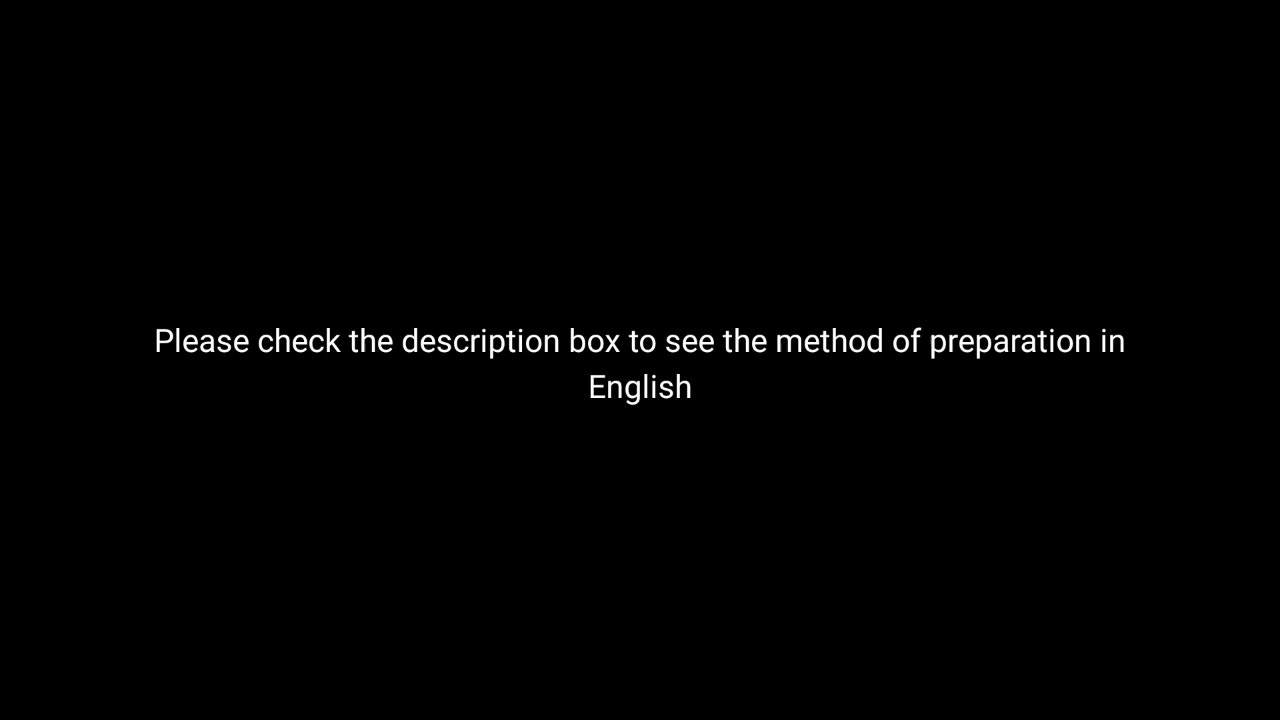 Please check the description box to see the method of preparation in
English